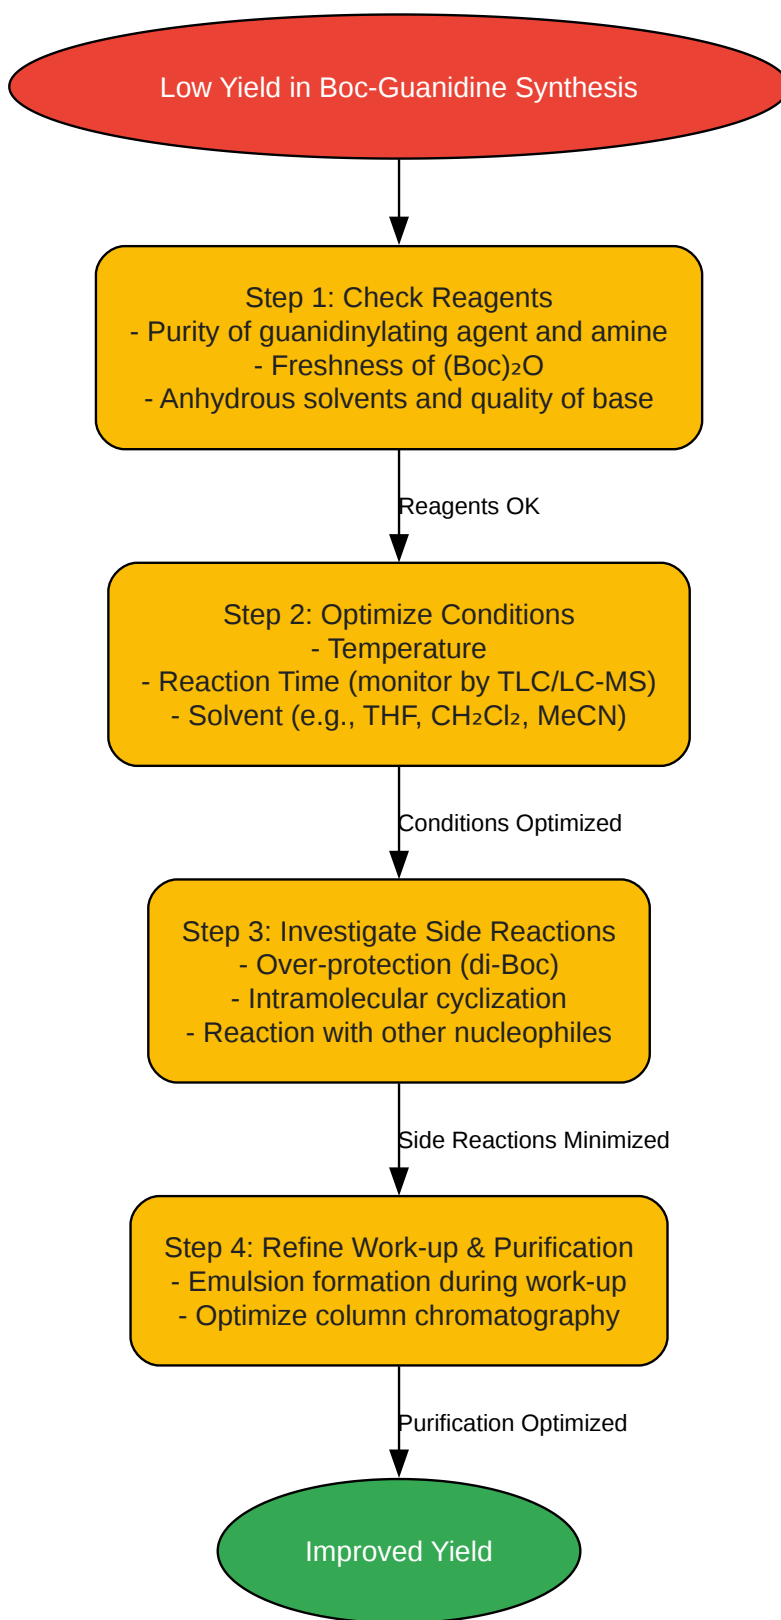 Low Yield in Boc-Guanidine Synthesis
Step 1: Check Reagents
- Purity of guanidinylating agent and amine
- Freshness of (Boc)₂O
- Anhydrous solvents and quality of base
Reagents OK
Step 2: Optimize Conditions
- Temperature
- Reaction Time (monitor by TLC/LC-MS)
- Solvent (e.g., THF, CH₂Cl₂, MeCN)
Conditions Optimized
Step 3: Investigate Side Reactions
- Over-protection (di-Boc)
- Intramolecular cyclization
- Reaction with other nucleophiles
Side Reactions Minimized
Step 4: Refine Work-up & Purification
- Emulsion formation during work-up
- Optimize column chromatography
Purification Optimized
Improved Yield